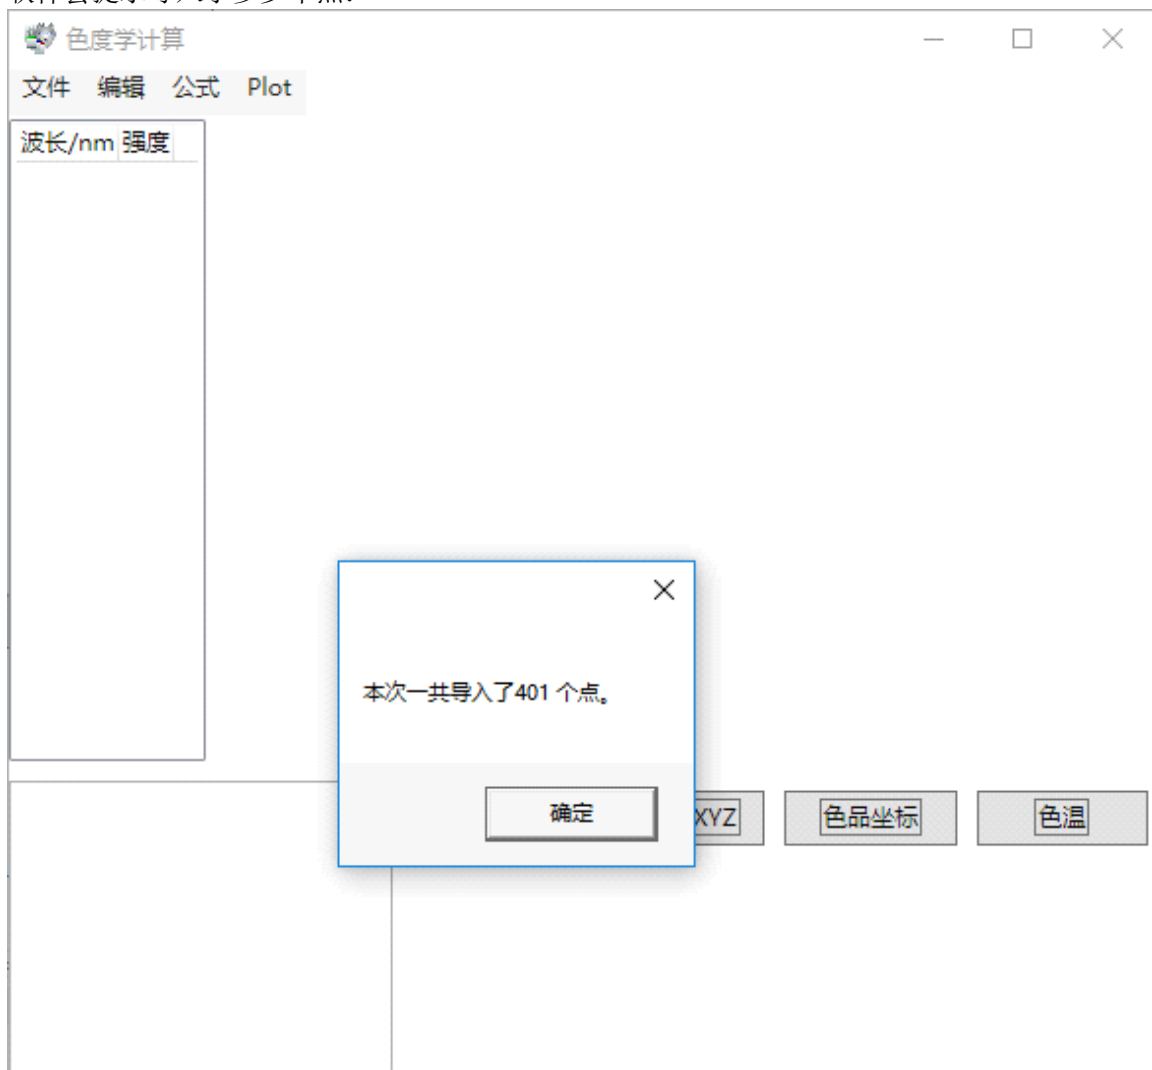 色度学计算
文件 编辑 公式 Plot
波长/nm 强度
本次一共导入了401 个点。
确定
XYZ 色品坐标 色温